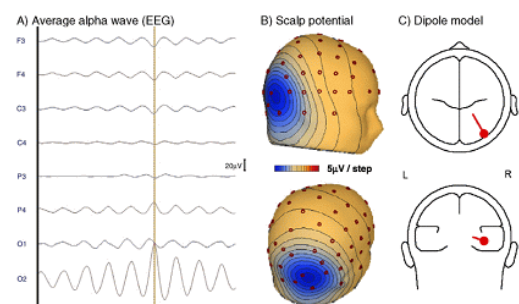 A) Average alpha wave (EEG)
B) Scalp potential
C) Dipole model
F3
F4
C3
C4
P3
P4
O1
O2
20µV
5µV / step
L
R